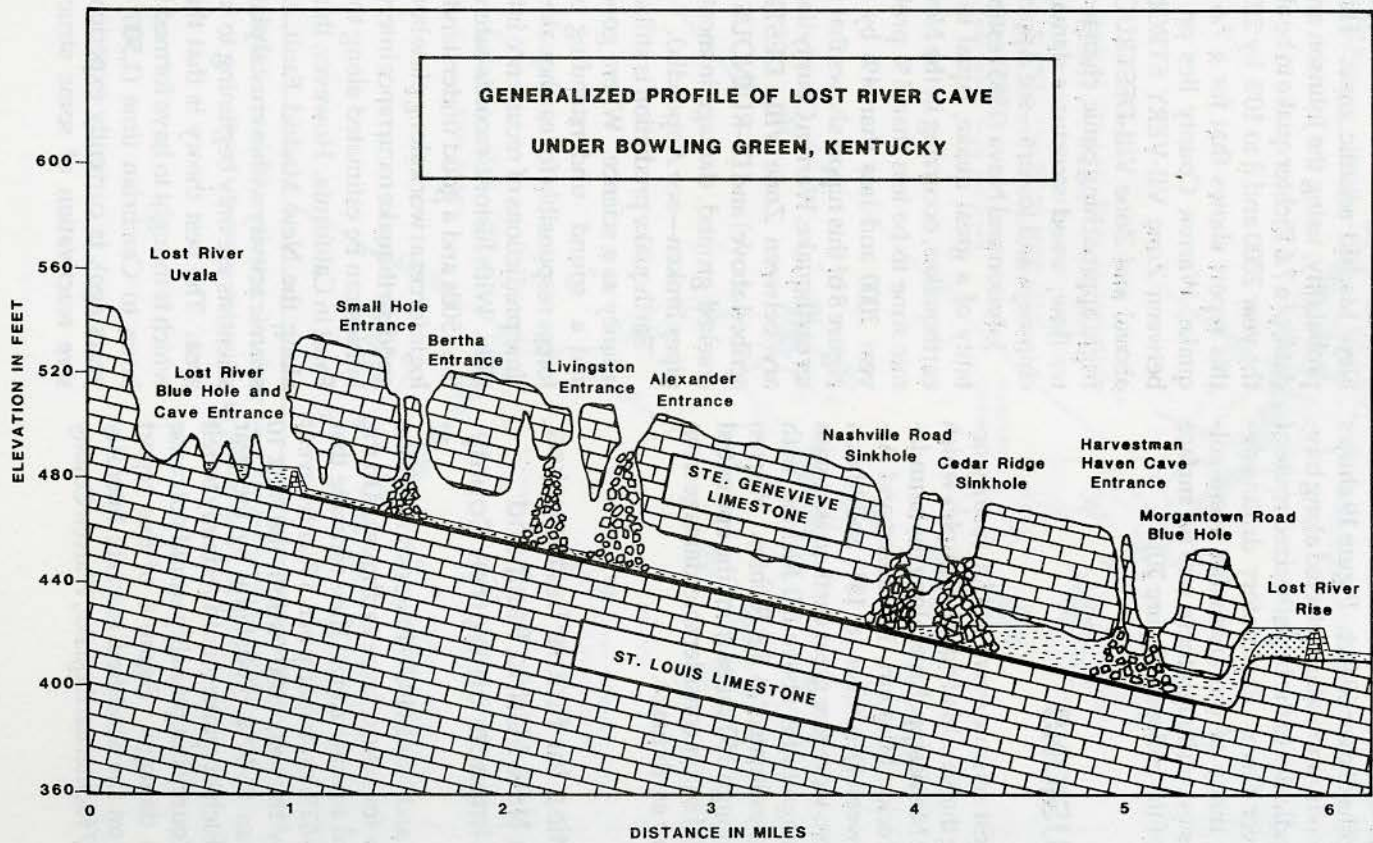 GENERALIZED PROFILE OF LOST RIVER CAVE
UNDER BOWLING GREEN, KENTUCKY
ELEVATION IN FEET
600
560
520
480
440
400
360
Lost River
Uvala
Lost River
Blue Hole and
Cave Entrance
Small Hole
Entrance
Bertha
Entrance
Livingston
Entrance
Alexander
Entrance
Nashville Road
Sinkhole
Cedar Ridge
Sinkhole
Harvestman
Haven Cave
Entrance
Morgantown Road
Blue Hole
Lost River
Rise
STE. GENEVIEVE
LIMESTONE
ST. LOUIS LIMESTONE
0 1 2 3 4 5 6
DISTANCE IN MILES